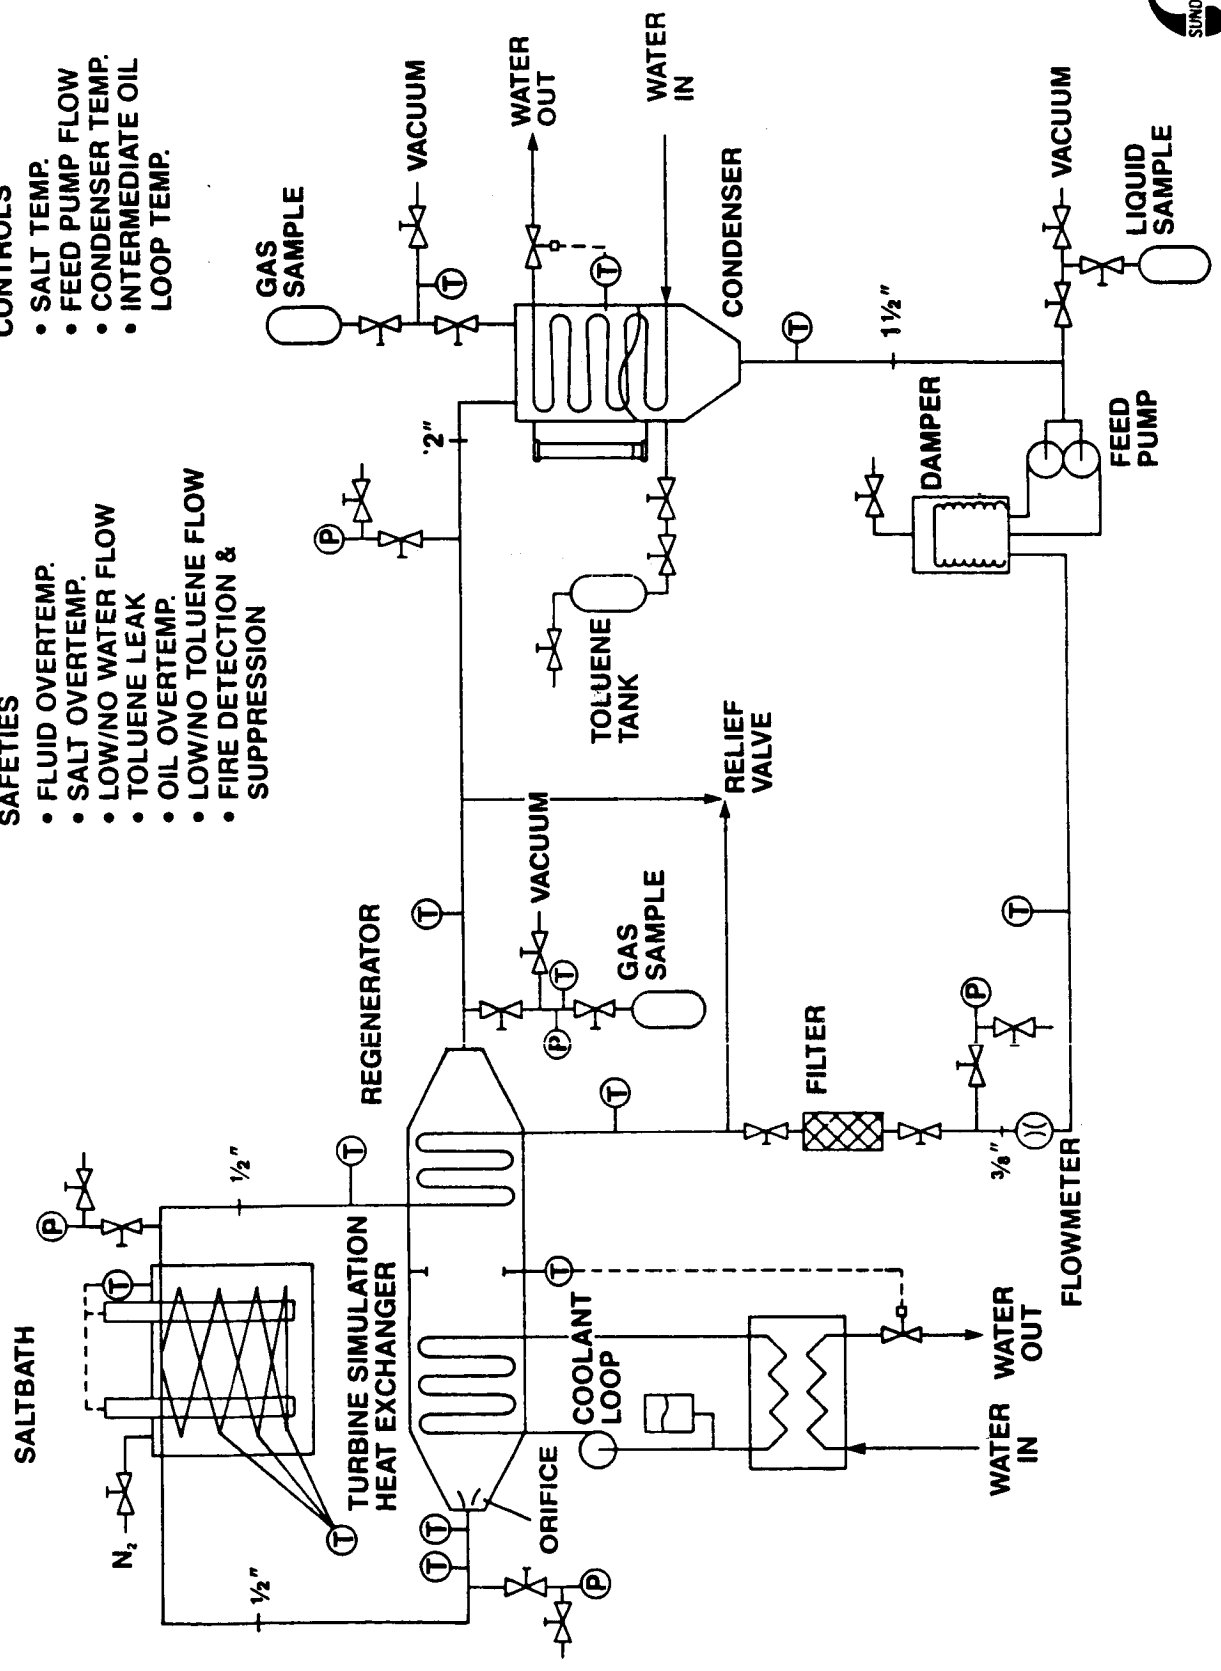 SAFETIES
• FLUID OVERTEMP.
• SALT OVERTEMP.
• LOW/NO WATER FLOW
• TOLUENE LEAK
• OIL OVERTEMP.
• LOW/NO TOLUENE FLOW
• FIRE DETECTION &
SUPPRESSION
CONTROLS
• SALT TEMP.
• FEED PUMP FLOW
• CONDENSER TEMP.
• INTERMEDIATE OIL
LOOP TEMP.
SALTBATH
N₂
T
T
P
½"
½"
T
TURBINE SIMULATION
HEAT EXCHANGER
REGENERATOR
T
T
P
ORIFICE
COOLANT
LOOP
T
WATER
IN
WATER
OUT
T
T
VACUUM
P
T
GAS
SAMPLE
RELIEF
VALVE
FILTER
P
⅜"
FLOWMETER
T
P
2"
GAS
SAMPLE
VACUUM
T
WATER
OUT
T
WATER
IN
CONDENSER
TOLUENE
TANK
T
1½"
DAMPER
FEED
PUMP
VACUUM
LIQUID
SAMPLE
SUND